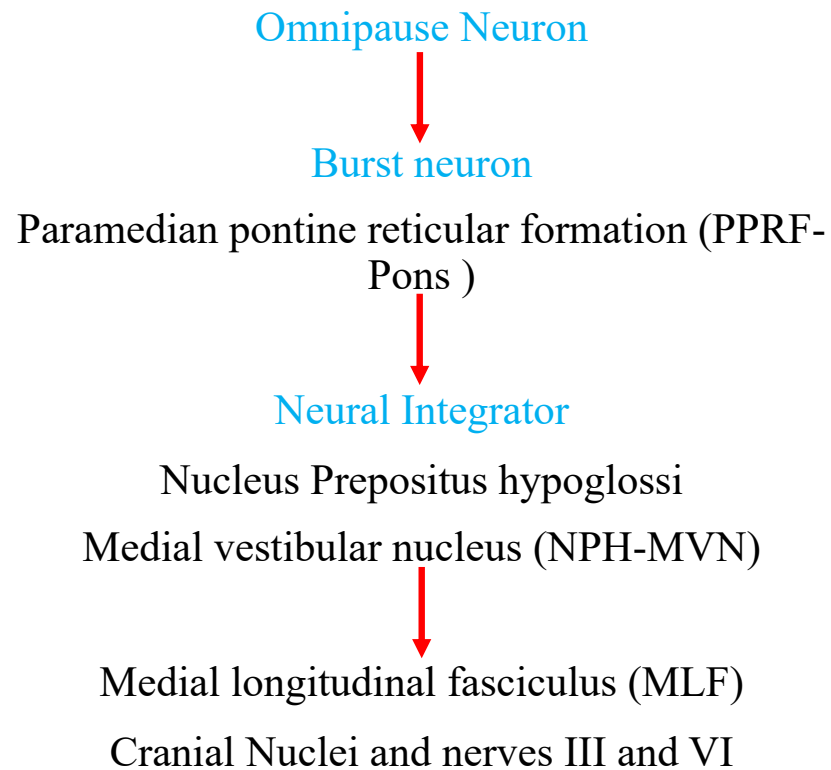 Omnipause Neuron
Burst neuron
Paramedian pontine reticular formation (PPRF-
Pons )
Neural Integrator
Nucleus Prepositus hypoglossi
Medial vestibular nucleus (NPH-MVN)
Medial longitudinal fasciculus (MLF)
Cranial Nuclei and nerves III and VI